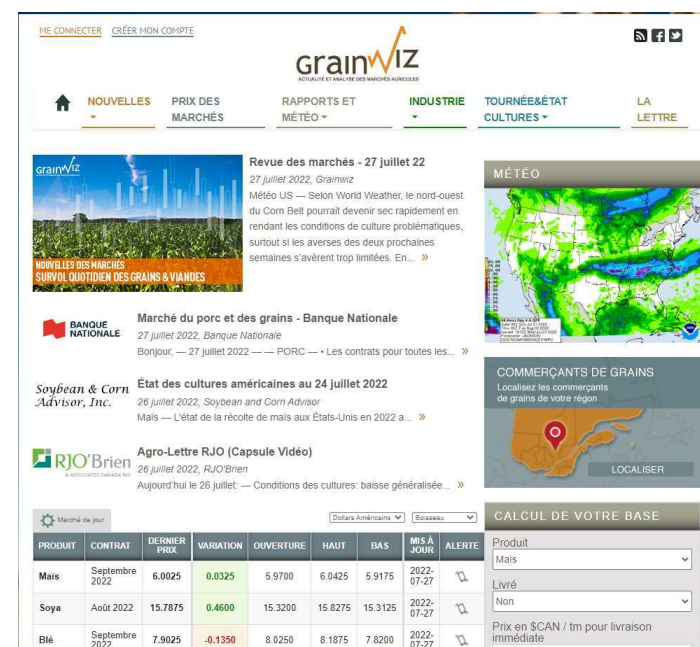 ME CONNECTER CRÉER MON COMPTE
GrainWIZ
ACTUALITÉ ET ANALYSE DES MARCHÉS AGRICOLES
NOUVELLES
PRIX DES MARCHÉS
RAPPORTS ET MÉTÉO
INDUSTRIE
TOURNÉE&ÉTAT CULTURES
LA LETTRE
GrainWIZ
NOUVELLES DES MARCHÉS
SURVOL QUOTIDIEN DES GRAINS & VIANDES
Revue des marchés - 27 juillet 22
27 juillet 2022, Grainwiz
Météo US — Selon World Weather, le nord-ouest
du Corn Belt pourrait devenir sec rapidement en
rendant les conditions de culture problématiques,
surtout si les averses des deux prochaines
semaines s'avèrent trop limitées. En... »
BANQUE
NATIONALE
Marché du porc et des grains - Banque Nationale
27 juillet 2022, Banque Nationale
Bonjour, — 27 juillet 2022 — — PORC — • Les contrats pour toutes les... »
Soybean & Corn
Advisor, Inc.
État des cultures américaines au 24 juillet 2022
26 juillet 2022, Soybean and Corn Advisor
Maïs — L'état de la récolte de maïs aux États-Unis en 2022 a... »
RJO'Brien
& ASSOCIATES CANADA INC
Agro-Lettre RJO (Capsule Vidéo)
26 juillet 2022, RJO'Brien
Aujourd'hui le 26 juillet: — Conditions des cultures: baisse généralisée... »
MÉTÉO
COMMERÇANTS DE GRAINS
Localisez les commerçants
de grains de votre région
LOCALISER
Marché de jour
Dollars Américains
Boisseau
PRODUIT CONTRAT DERNIER PRIX VARIATION OUVERTURE HAUT BAS MIS À JOUR ALERTE
Maïs Septembre 2022 6.0025 0.0325 5.9700 6.0425 5.9175 2022-07-27
Soya Août 2022 15.7875 0.4600 15.3200 15.8275 15.3125 2022-07-27
Blé Septembre 2022 7.9025 -0.1350 8.0250 8.1875 7.8200 2022-07-27
CALCUL DE VOTRE BASE
Produit
Maïs
Livré
Non
Prix en $CAN / tm pour livraison
immédiate